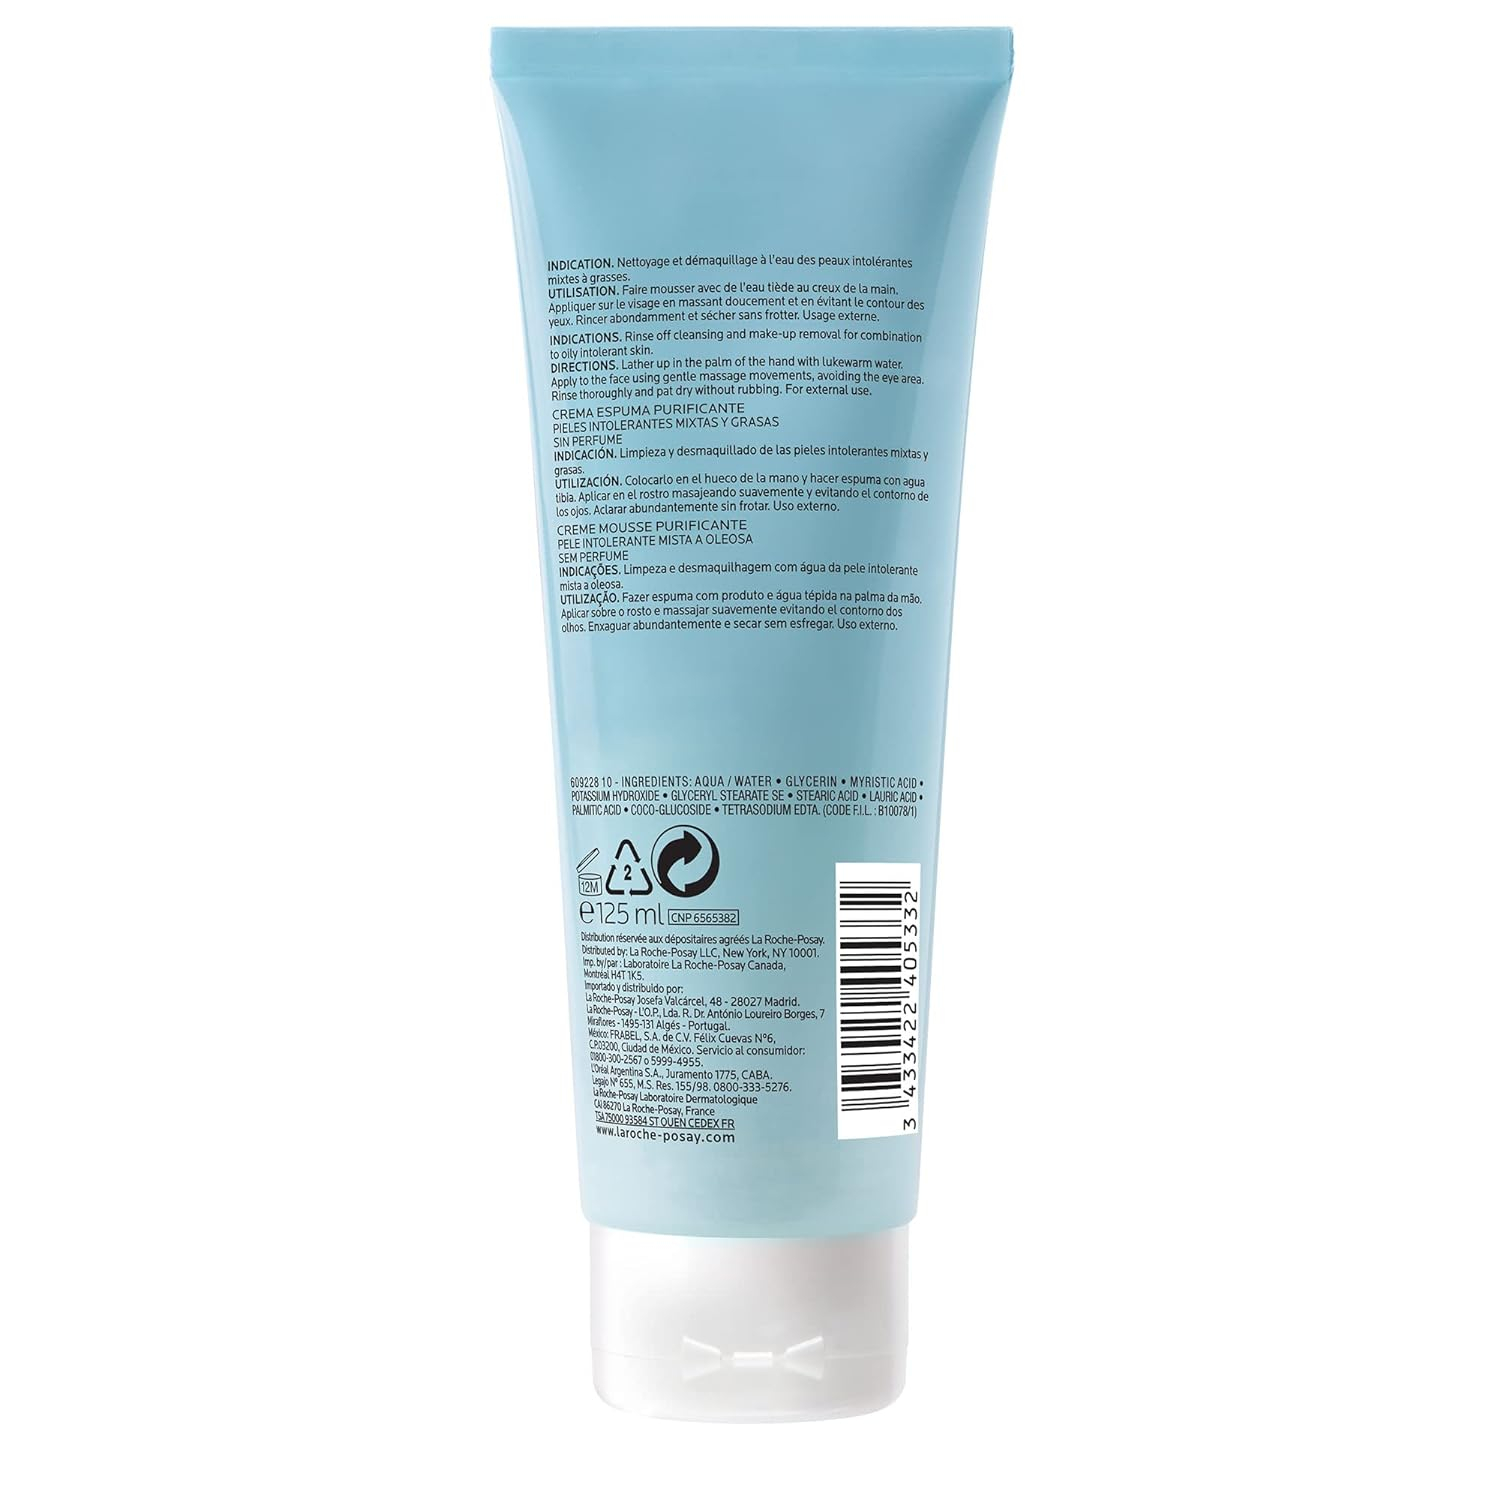 INDICATION. Nettoyage et démaquillage à l'eau des peaux intolérantes
mixtes à grasses.
UTILISATION. Faire mousser avec de l'eau tiède au creux de la main.
Appliquer sur le visage en massant doucement et en évitant le contour des
yeux. Rincer abondamment et sécher sans frotter. Usage externe.
INDICATIONS. Rinse off cleansing and make-up removal for combination
to oily intolerant skin.
DIRECTIONS. Lather up in the palm of the hand with lukewarm water.
Apply to the face using gentle massage movements, avoiding the eye area.
Rinse thoroughly and pat dry without rubbing. For external use.
CREMA ESPUMA PURIFICANTE
PIELES INTOLERANTES MIXTAS Y GRASAS
SIN PERFUME
INDICACIÓN. Limpieza y desmaquillado de las pieles intolerantes mixtas y
grasas.
UTILIZACIÓN. Colocarlo en el hueco de la mano y hacer espuma con agua
tibia. Aplicar en el rostro masajeando suavemente y evitando el contorno de
los ojos. Aclarar abundantemente sin frotar. Uso externo.
CREME MOUSSE PURIFICANTE
PELE INTOLERANTE MISTA A OLEOSA
SEM PERFUME
INDICAÇÕES. Limpeza e desmaquilhagem com água da pele intolerante
mista a oleosa.
UTILIZAÇÃO. Fazer espuma com produto e água tépida na palma da mão.
Aplicar sobre o rosto e massajar suavemente evitando el contorno dos
olhos. Enxaguar abundantemente e secar sem esfregar. Uso externo.
609228 10 - INGREDIENTS: AQUA / WATER • GLYCERIN • MYRISTIC ACID •
POTASSIUM HYDROXIDE • GLYCERYL STEARATE SE • STEARIC ACID • LAURIC ACID •
PALMITIC ACID • COCO-GLUCOSIDE • TETRASODIUM EDTA. (CODE F.I.L. : B10078/1)
12M
2
e125 ml CNP 6565382
Distribution réservée aux dépositaires agréés La Roche-Posay.
Distributed by: La Roche-Posay LLC, New York, NY 10001.
Imp. by/par : Laboratoire La Roche-Posay Canada,
Montréal H4T 1K5.
Importado y distribuido por:
La Roche-Posay Josefa Valcárcel, 48 - 28027 Madrid.
La Roche-Posay - L'O.P., Lda. R. Dr. António Loureiro Borges, 7
Miraflores - 1495-131 Algés - Portugal.
México: FRABEL, S.A. de C.V. Félix Cuevas N°6,
C.P.03200, Ciudad de México. Servicio al consumidor:
01800-300-2567 o 5999-4955.
L'Oréal Argentina S.A., Juramento 1775, CABA.
Legajo N° 655, M.S. Res. 155/98. 0800-333-5276.
La Roche-Posay Laboratoire Dermatologique
CAI 86270 La Roche-Posay, France
TSA 75000 93584 ST OUEN CEDEX FR
www.laroche-posay.com
3 433422 405332